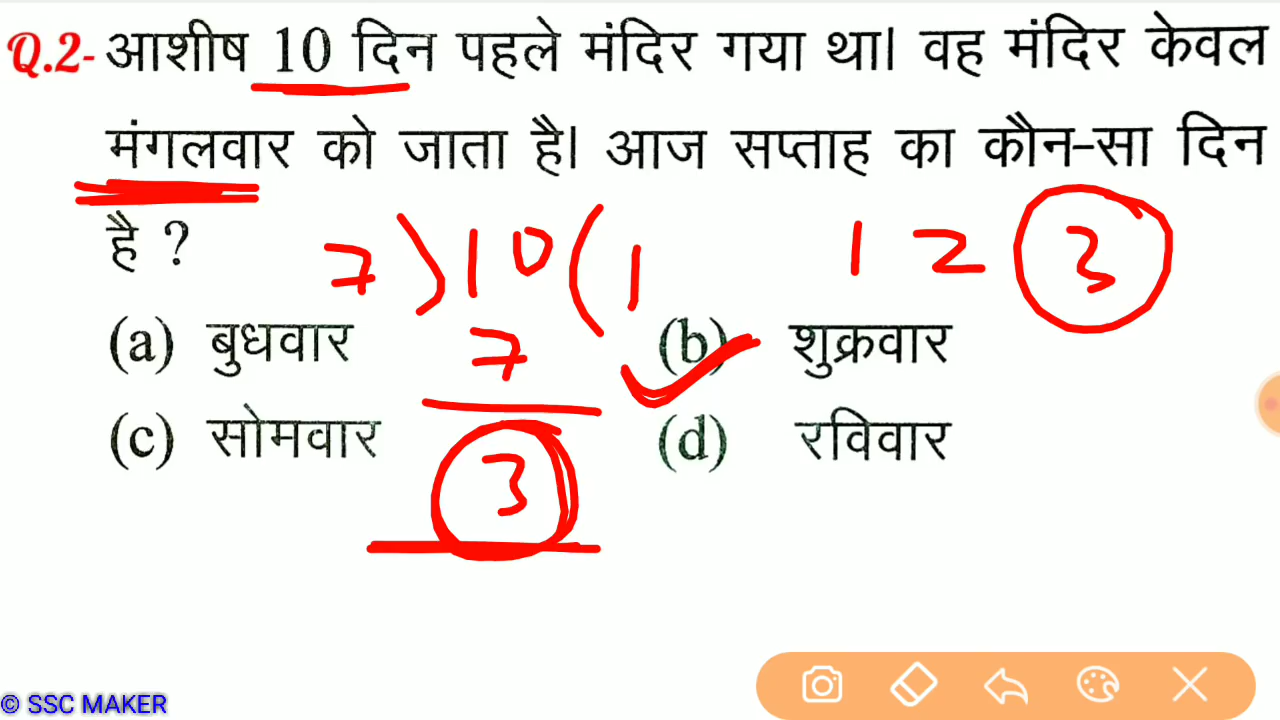 Q.2- आशीष 10 दिन पहले मंदिर गया था। वह मंदिर केवल
मंगलवार को जाता है। आज सप्ताह का कौन-सा दिन
है ?
7 ) 10 ( 1
1 2 3
7
3
(a) बुधवार
(b) शुक्रवार
(c) सोमवार
(d) रविवार
© SSC MAKER